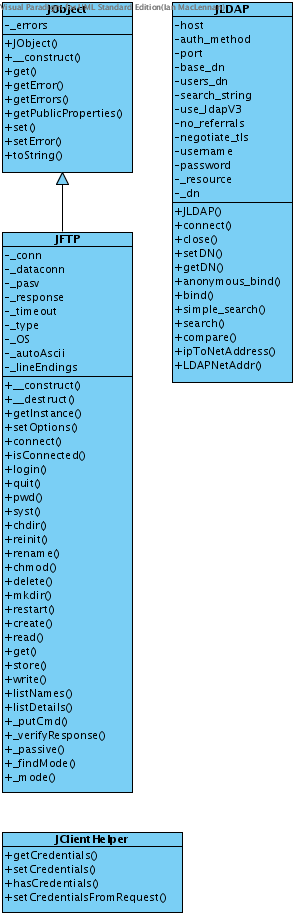 Visual Paradigm for UML Standard Edition(Ian MacLennan)
JObject
-_errors
+JObject()
+__construct()
+get()
+getError()
+getErrors()
+getPublicProperties()
+set()
+setError()
+toString()
JFTP
-_conn
-_dataconn
-_pasv
-_response
-_timeout
-_type
-_OS
-_autoAscii
-_lineEndings
+__construct()
+__destruct()
+getInstance()
+setOptions()
+connect()
+isConnected()
+login()
+quit()
+pwd()
+syst()
+chdir()
+reinit()
+rename()
+chmod()
+delete()
+mkdir()
+restart()
+create()
+read()
+get()
+store()
+write()
+listNames()
+listDetails()
+_putCmd()
+_verifyResponse()
+_passive()
+_findMode()
+_mode()
JLDAP
-host
-auth_method
-port
-base_dn
-users_dn
-search_string
-use_ldapV3
-no_referrals
-negotiate_tls
-username
-password
-_resource
-_dn
+JLDAP()
+connect()
+close()
+setDN()
+getDN()
+anonymous_bind()
+bind()
+simple_search()
+search()
+compare()
+ipToNetAddress()
+LDAPNetAddr()
JClientHelper
+getCredentials()
+setCredentials()
+hasCredentials()
+setCredentialsFromRequest()